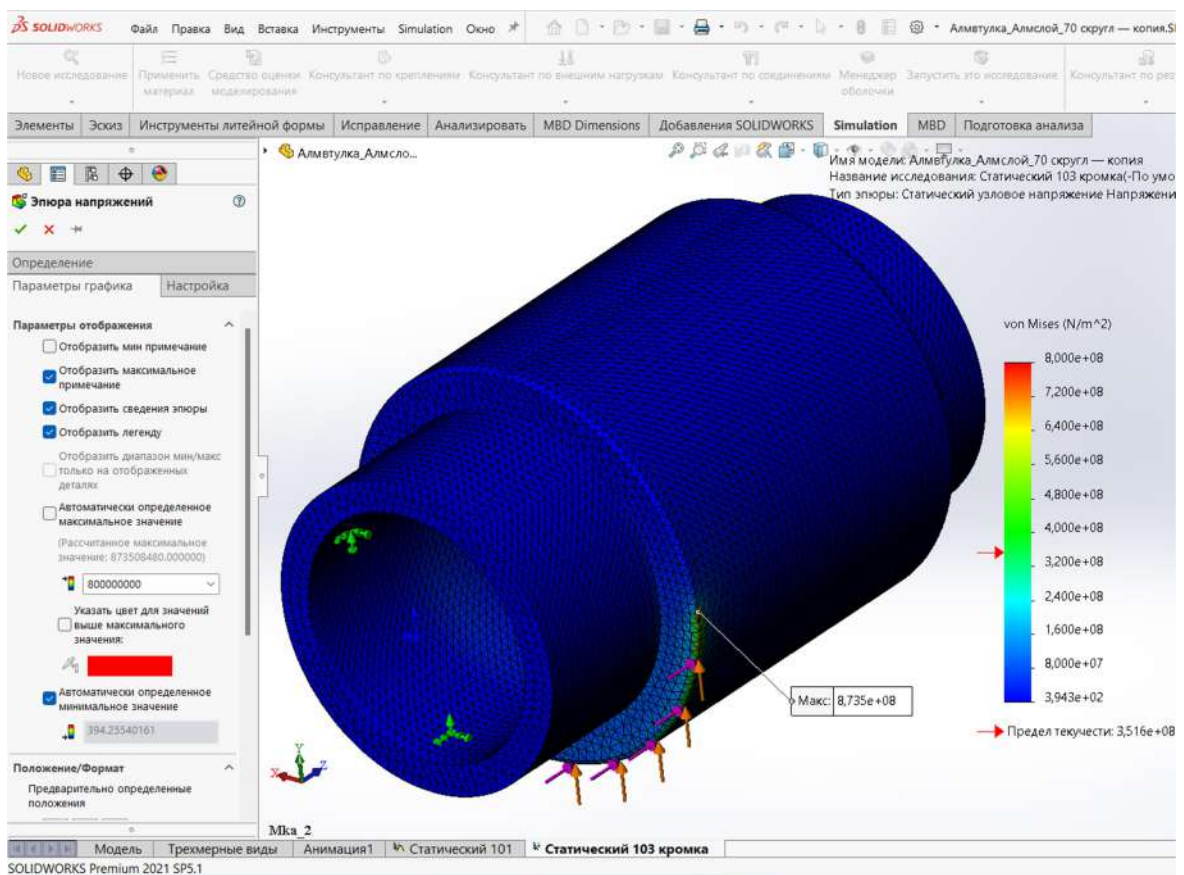 SOLIDWORKS Файл Правка Вид Вставка Инструменты Simulation Окно Алмвтулка_Алмслой_70 скругл — копия.S
Новое исследование Применить материал Средство оценки моделирования Консультант по креплениям Консультант по внешним нагрузкам Консультант по соединениям Менеджер оболочки Запустить это исследование Консультант по рез
Элементы Эскиз Инструменты литейной формы Исправление Анализировать MBD Dimensions Добавления SOLIDWORKS Simulation MBD Подготовка анализа
Алмвтулка_Алмсло...
Имя модели: Алмвтулка_Алмслой_70 скругл — копия
Название исследования: Статический 103 кромка(-По умо
Тип эпюры: Статический узловое напряжение Напряжени
Эпюра напряжений
Определение
Параметры графика Настройка
Параметры отображения
Отобразить мин примечание
Отобразить максимальное
примечание
Отобразить сведения эпюры
Отобразить легенду
Отобразить диапазон мин/макс
только на отображенных
деталях
Автоматически определенное
максимальное значение
(Рассчитанное максимальное
значение: 873508480.000000)
800000000
Указать цвет для значений
выше максимального
значения:
Автоматически определенное
минимальное значение
394.25540161
Положение/Формат
Предварительно определенные
положения
von Mises (N/m^2)
8,000e+08
7,200e+08
6,400e+08
5,600e+08
4,800e+08
4,000e+08
3,200e+08
2,400e+08
1,600e+08
8,000e+07
3,943e+02
Предел текучести: 3,516e+08
Макс: 8,735e+08
Y
X
Z
Mka_2
Модель Трехмерные виды Анимация1 Статический 101 Статический 103 кромка
SOLIDWORKS Premium 2021 SP5.1